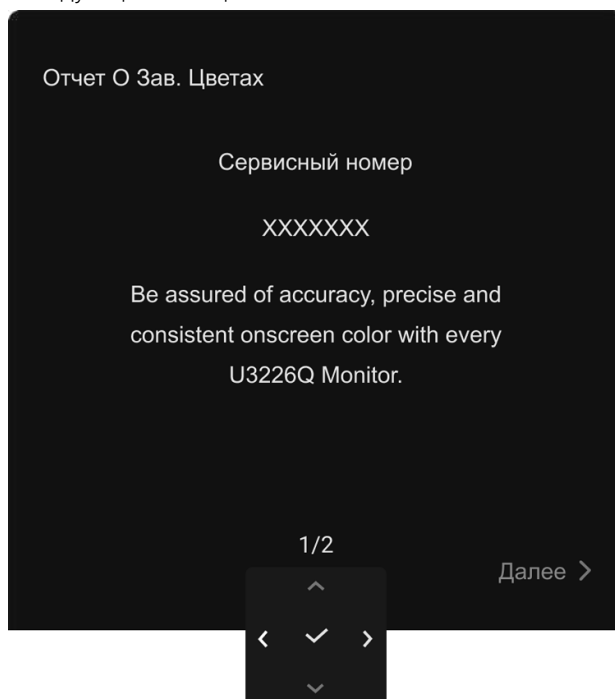 Отчет О Зав. Цветах
Сервисный номер
XXXXXXX
Be assured of accuracy, precise and
consistent onscreen color with every
U3226Q Monitor.
1/2
Далее